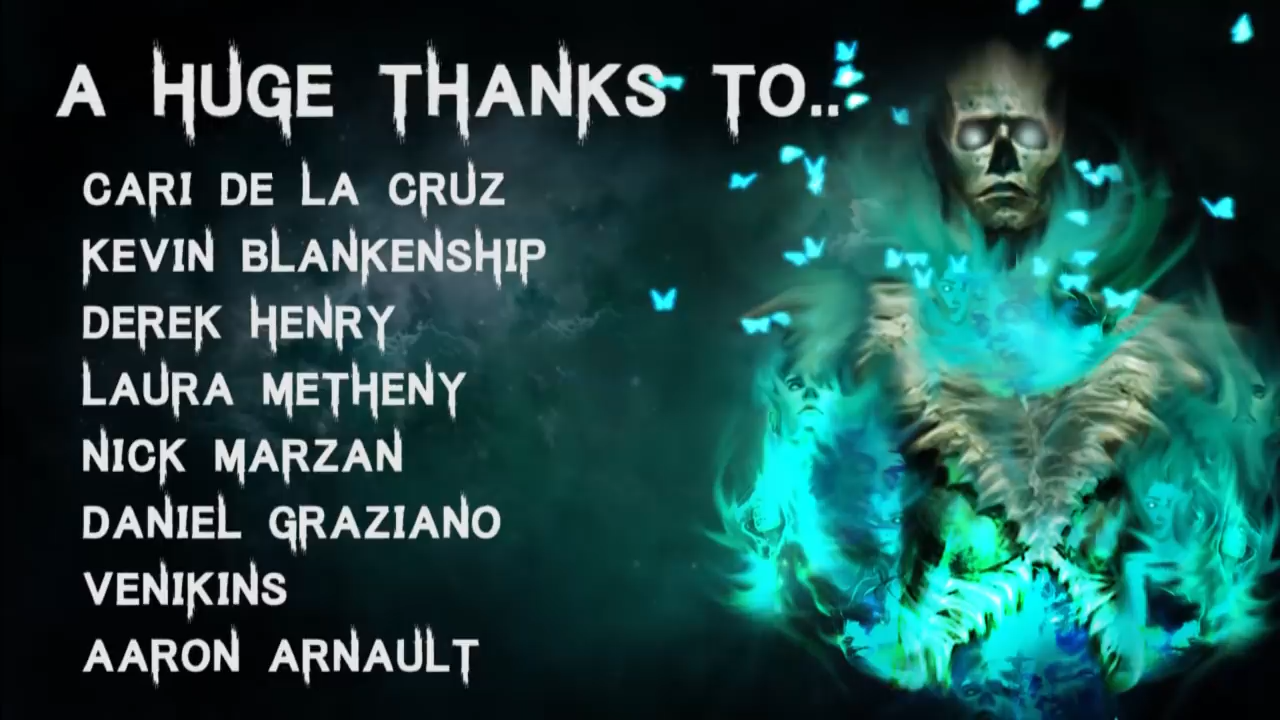 A HUGE THANKS TO..
CARI DE LA CRUZ
KEVIN BLANKENSHIP
DEREK HENRY
LAURA METHENY
NICK MARZAN
DANIEL GRAZIANO
VENIKINS
AARON ARNAULT